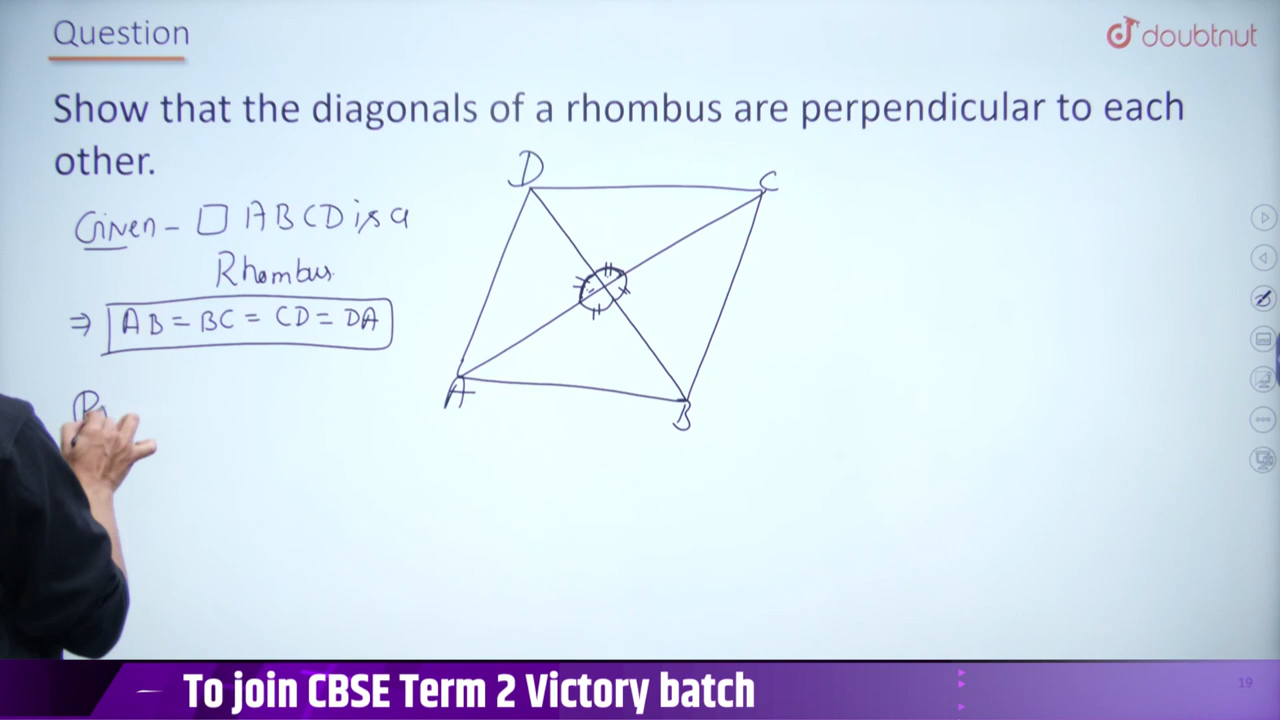 Question
doubtnut
Show that the diagonals of a rhombus are perpendicular to each
other.
Given - □ ABCD is a
Rhombus.
⇒ AB = BC = CD = DA
D
C
A
B
To join CBSE Term 2 Victory batch
19